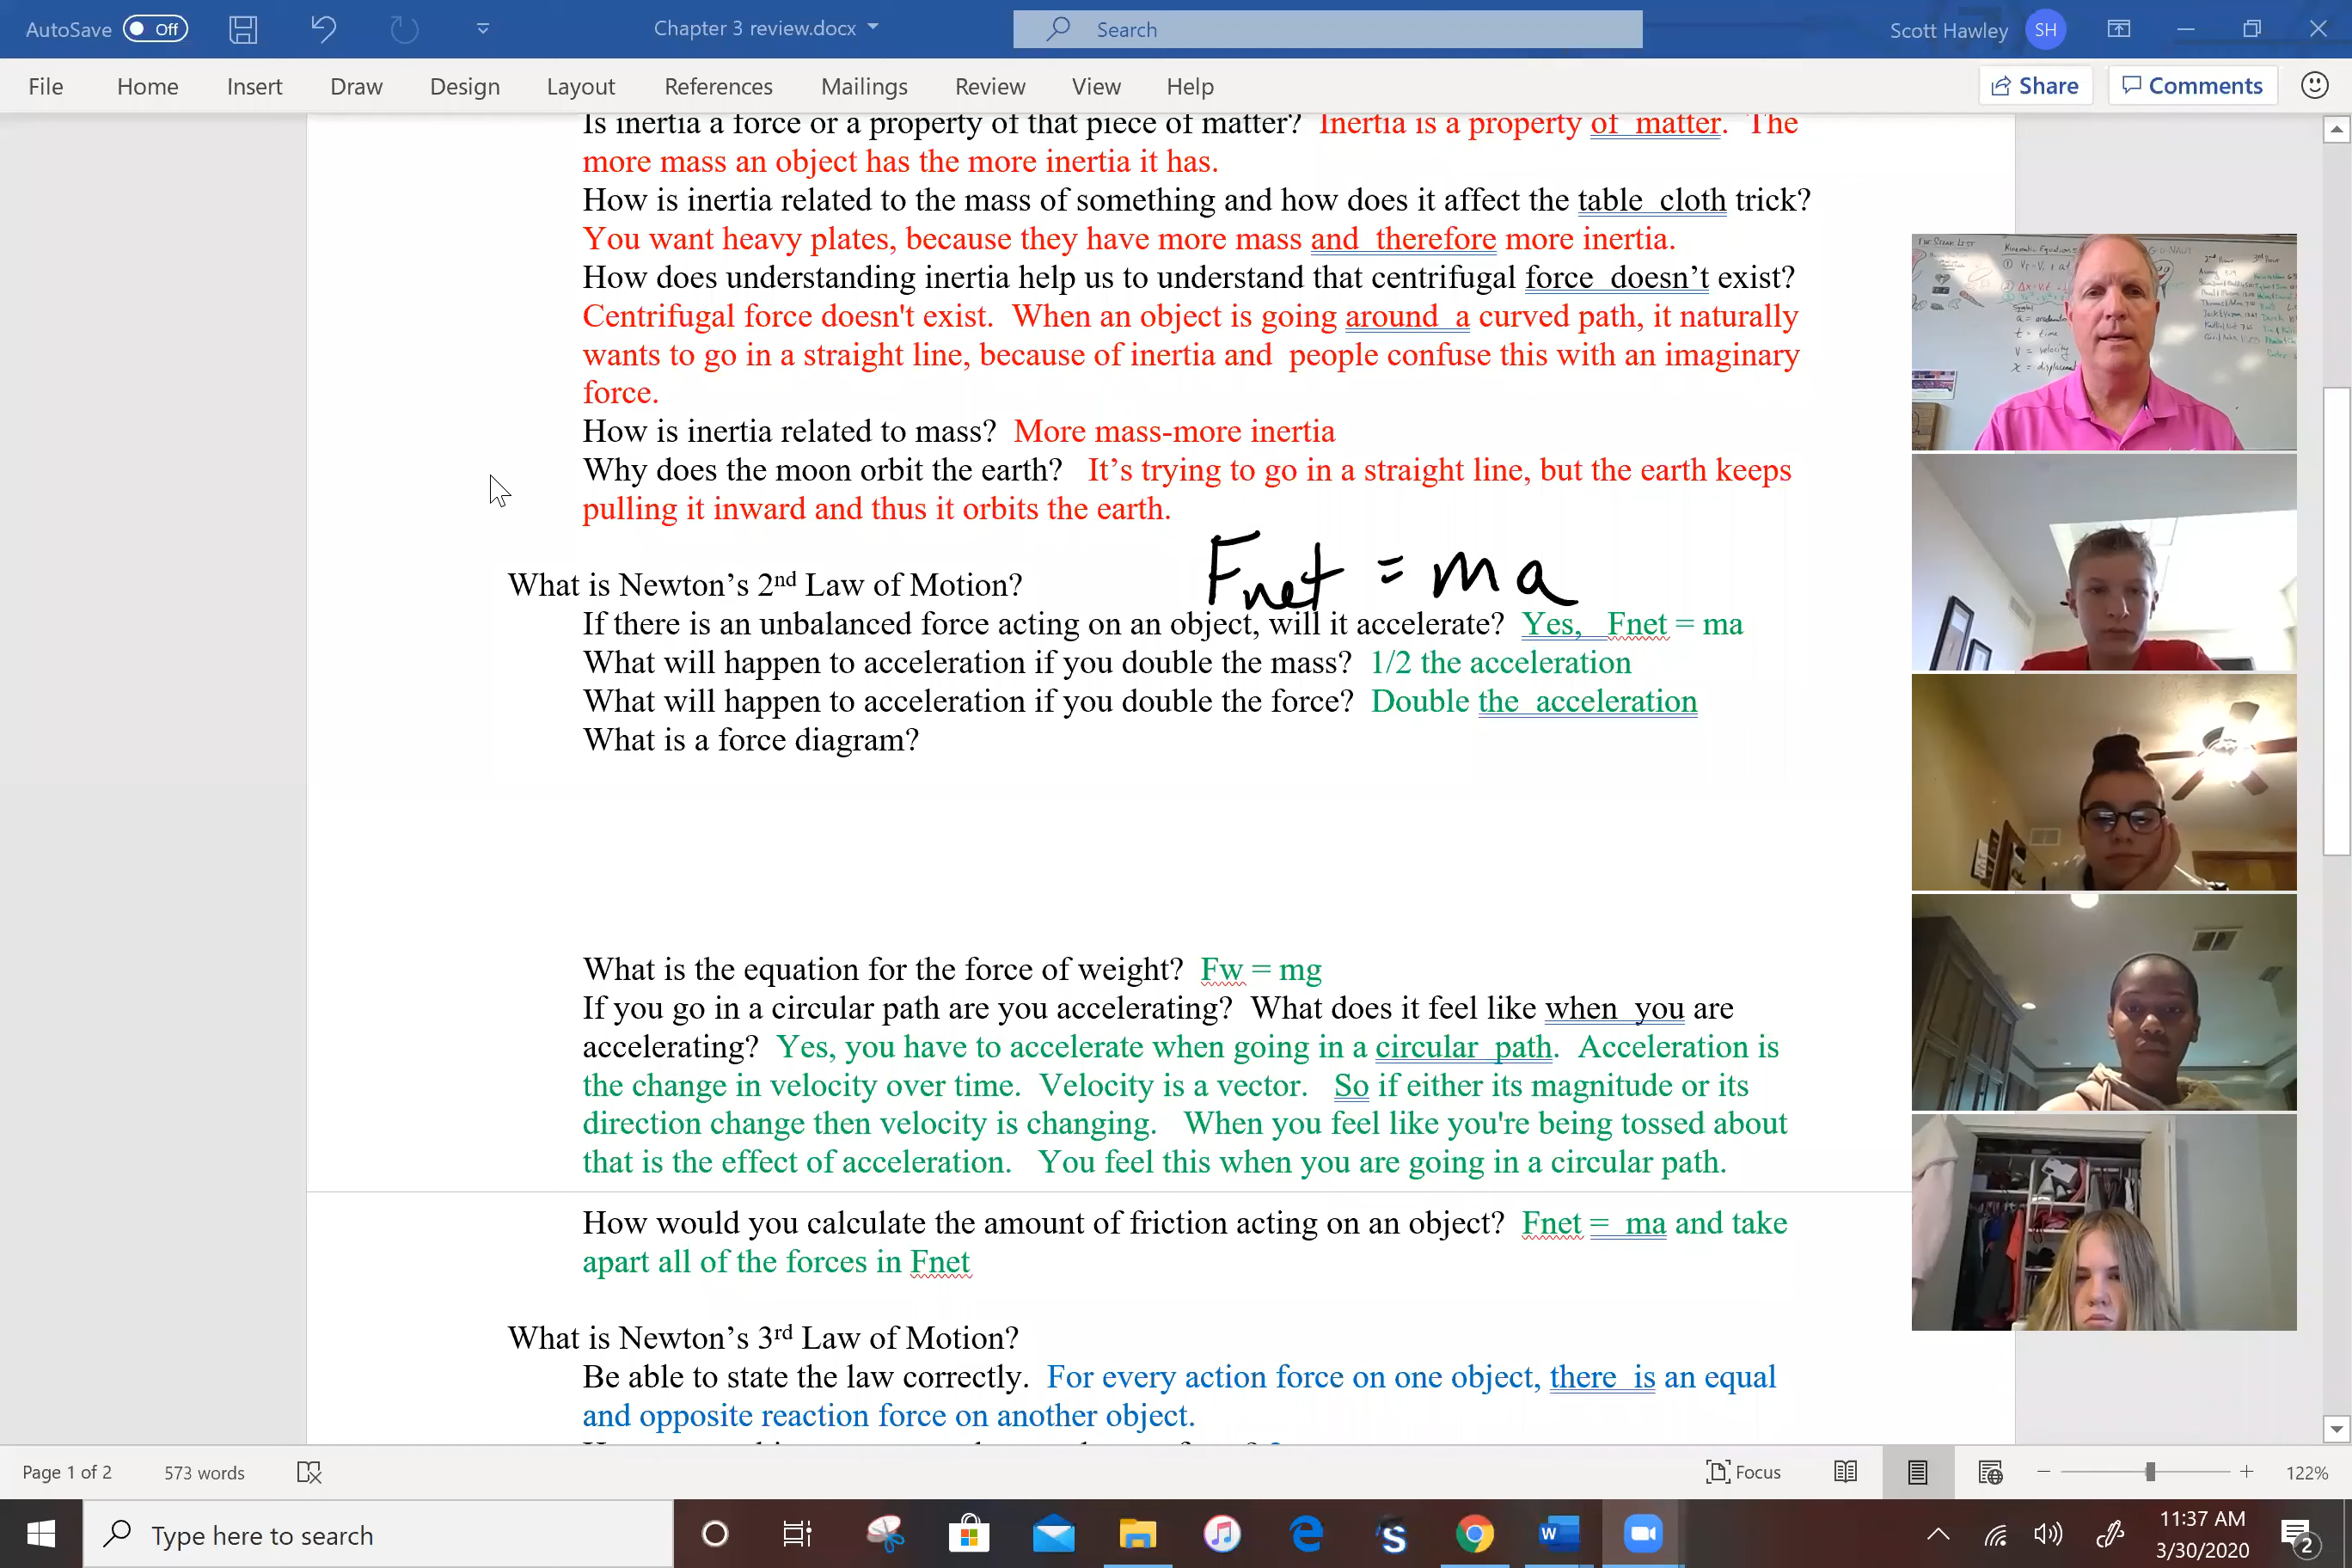 AutoSave Off
Chapter 3 review.docx
Search
Scott Hawley SH
File Home Insert Draw Design Layout References Mailings Review View Help
Share Comments
Is inertia a force or a property of that piece of matter? Inertia is a property of matter. The
more mass an object has the more inertia it has.
How is inertia related to the mass of something and how does it affect the table cloth trick?
You want heavy plates, because they have more mass and therefore more inertia.
How does understanding inertia help us to understand that centrifugal force doesn’t exist?
Centrifugal force doesn't exist. When an object is going around a curved path, it naturally
wants to go in a straight line, because of inertia and people confuse this with an imaginary
force.
How is inertia related to mass? More mass-more inertia
Why does the moon orbit the earth? It’s trying to go in a straight line, but the earth keeps
pulling it inward and thus it orbits the earth.
Fnet = ma
What is Newton’s 2nd Law of Motion?
If there is an unbalanced force acting on an object, will it accelerate? Yes, Fnet = ma
What will happen to acceleration if you double the mass? 1/2 the acceleration
What will happen to acceleration if you double the force? Double the acceleration
What is a force diagram?
What is the equation for the force of weight? Fw = mg
If you go in a circular path are you accelerating? What does it feel like when you are
accelerating? Yes, you have to accelerate when going in a circular path. Acceleration is
the change in velocity over time. Velocity is a vector. So if either its magnitude or its
direction change then velocity is changing. When you feel like you're being tossed about
that is the effect of acceleration. You feel this when you are going in a circular path.
How would you calculate the amount of friction acting on an object? Fnet = ma and take
apart all of the forces in Fnet
What is Newton’s 3rd Law of Motion?
Be able to state the law correctly. For every action force on one object, there is an equal
and opposite reaction force on another object.
Kinematic Equations
t = time
v = velocity
Page 1 of 2 573 words
Focus
122%
Type here to search
11:37 AM
3/30/2020
2